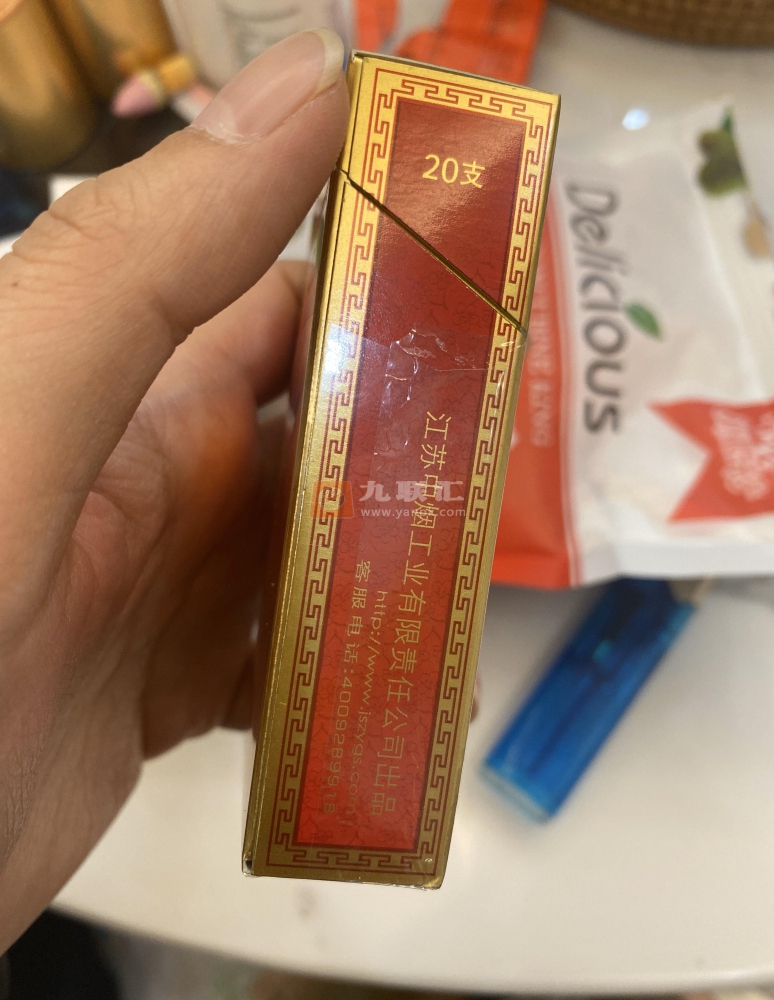 20支
江苏中烟工业有限责任公司出品
http://www.jszygs.com/
客服电话:4009289918
九联汇
www.yanpk.com
Delicious